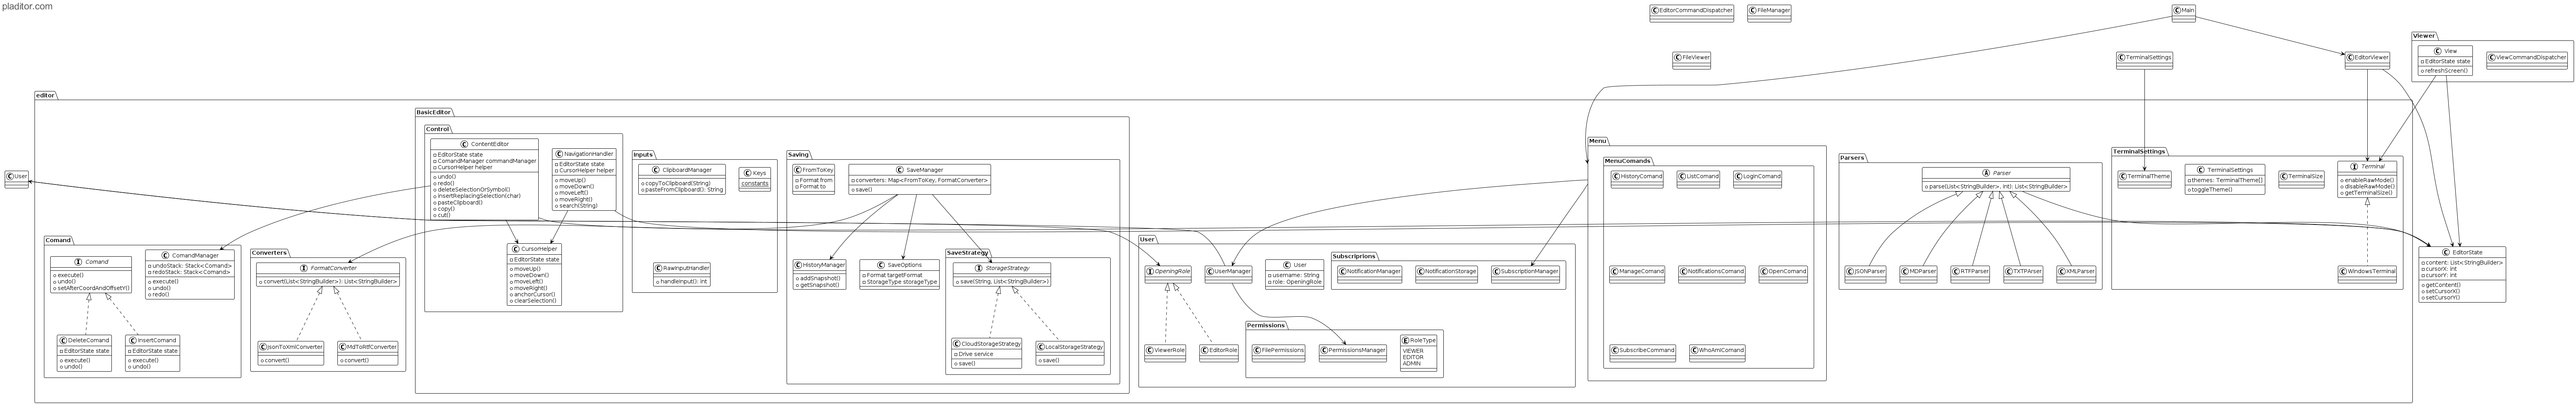 pladitor.com
EditorCommandDispatcher
FileManager
Main
FileViewer
TerminalSettings
EditorViewer
Viewer
View
EditorState state
refreshScreen()
ViewCommandDispatcher
User
editor
BasicEditor
Control
ContentEditor
EditorState state
ComandManager commandManager
CursorHelper helper
undo()
redo()
deleteSelectionOrSymbol()
insertReplacingSelection(char)
pasteClipboard()
copy()
cut()
NavigationHandler
EditorState state
CursorHelper helper
moveUp()
moveDown()
moveLeft()
moveRight()
search(String)
CursorHelper
EditorState state
moveUp()
moveDown()
moveLeft()
moveRight()
anchorCursor()
clearSelection()
Inputs
ClipboardManager
copyToClipboard(String)
pasteFromClipboard(): String
Keys
constants
RawInputHandler
handleInput(): int
Saving
FromToKey
Format from
Format to
SaveManager
converters: Map<FromToKey, FormatConverter>
save()
HistoryManager
addSnapshot()
getSnapshot()
SaveOptions
Format targetFormat
StorageType storageType
SaveStrategy
StorageStrategy
save(String, List<StringBuilder>)
CloudStorageStrategy
Drive service
save()
LocalStorageStrategy
save()
Comand
Comand
execute()
undo()
setAfterCoordAndOffsetY()
ComandManager
undoStack: Stack<Comand>
redoStack: Stack<Comand>
execute()
undo()
redo()
DeleteComand
EditorState state
execute()
undo()
InsertComand
EditorState state
execute()
undo()
Converters
FormatConverter
convert(List<StringBuilder>): List<StringBuilder>
JsonToXmlConverter
convert()
MdToRtfConverter
convert()
User
OpeningRole
UserManager
User
username: String
role: OpeningRole
ViewerRole
EditorRole
Subscriprions
NotificationManager
NotificationStorage
SubscriptionManager
Permissions
FilePermissions
PermissionsManager
RoleType
VIEWER
EDITOR
ADMIN
Menu
MenuComands
HistoryComand
ListComand
LoginComand
ManageComand
NotificationsComand
OpenComand
SubscribeCommand
WhoAmIComand
Parsers
Parser
parse(List<StringBuilder>, int): List<StringBuilder>
JSONParser
MDParser
RTFParser
TXTPArser
XMLParser
TerminalSettings
TerminalTheme
TerminalSettings
themes: TerminalTheme[]
toggleTheme()
TerminalSize
Terminal
enableRawMode()
disableRawMode()
getTerminalSize()
WindowsTerminal
EditorState
content: List<StringBuilder>
cursorX: int
cursorY: int
getContent()
setCursorX()
setCursorY()